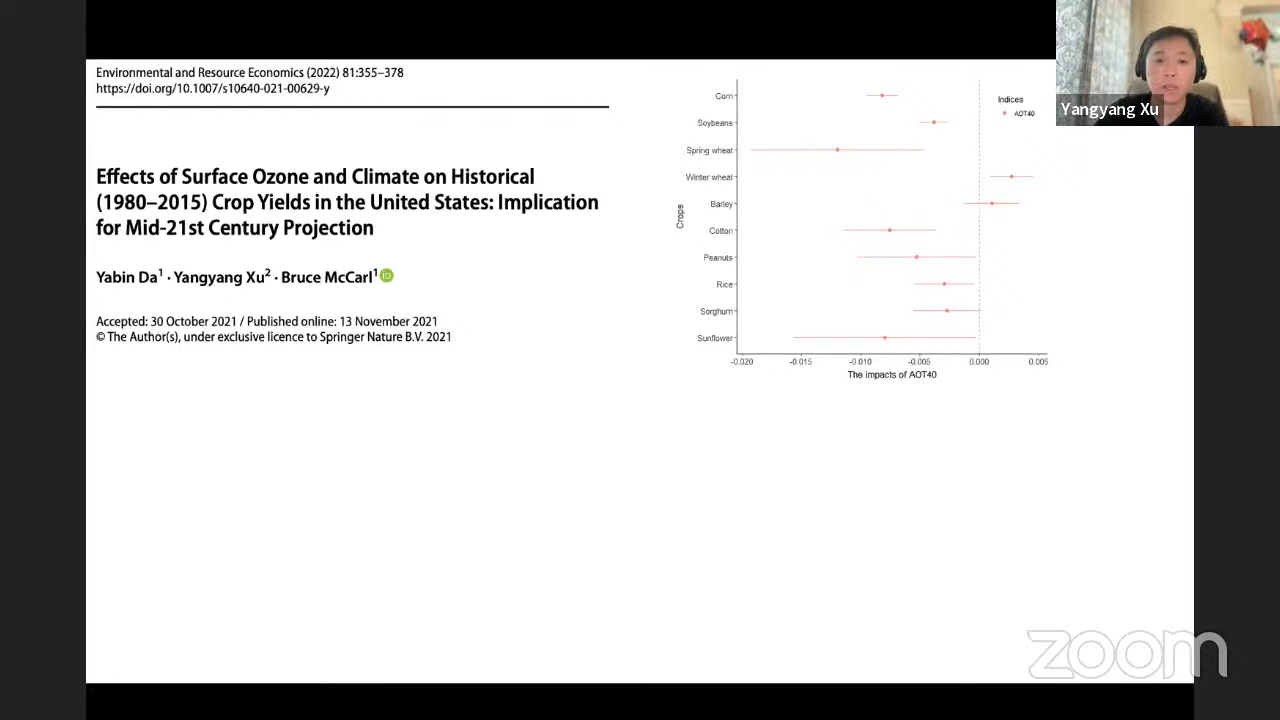 Environmental and Resource Economics (2022) 81:355–378
https://doi.org/10.1007/s10640-021-00629-y
Effects of Surface Ozone and Climate on Historical
(1980–2015) Crop Yields in the United States: Implication
for Mid-21st Century Projection
Yabin Da1 · Yangyang Xu2 · Bruce McCarl1 iD
Accepted: 30 October 2021 / Published online: 13 November 2021
© The Author(s), under exclusive licence to Springer Nature B.V. 2021
Crops
Corn
Soybeans
Spring wheat
Winter wheat
Barley
Cotton
Peanuts
Rice
Sorghum
Sunflower
-0.020 -0.015 -0.010 -0.005 0.000 0.005
The impacts of AOT40
Indices
AOT40
Yangyang Xu
zoom